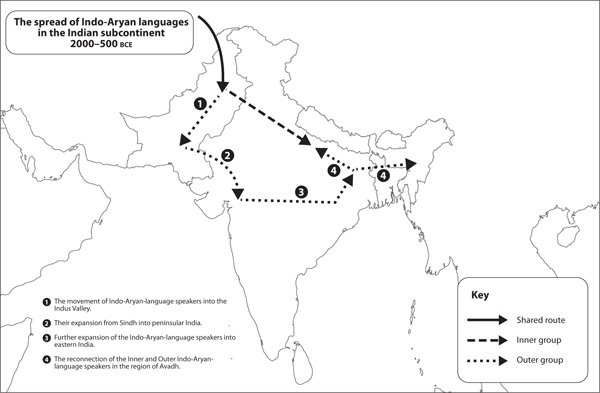 The spread of Indo-Aryan languages
in the Indian subcontinent
2000–500 BCE
1
2
3
4
4
1 The movement of Indo-Aryan-language speakers into the
Indus Valley.
2 Their expansion from Sindh into peninsular India.
3 Further expansion of the Indo-Aryan-language speakers into
eastern India.
4 The reconnection of the Inner and Outer Indo-Aryan-
language speakers in the region of Avadh.
Key
Shared route
Inner group
Outer group